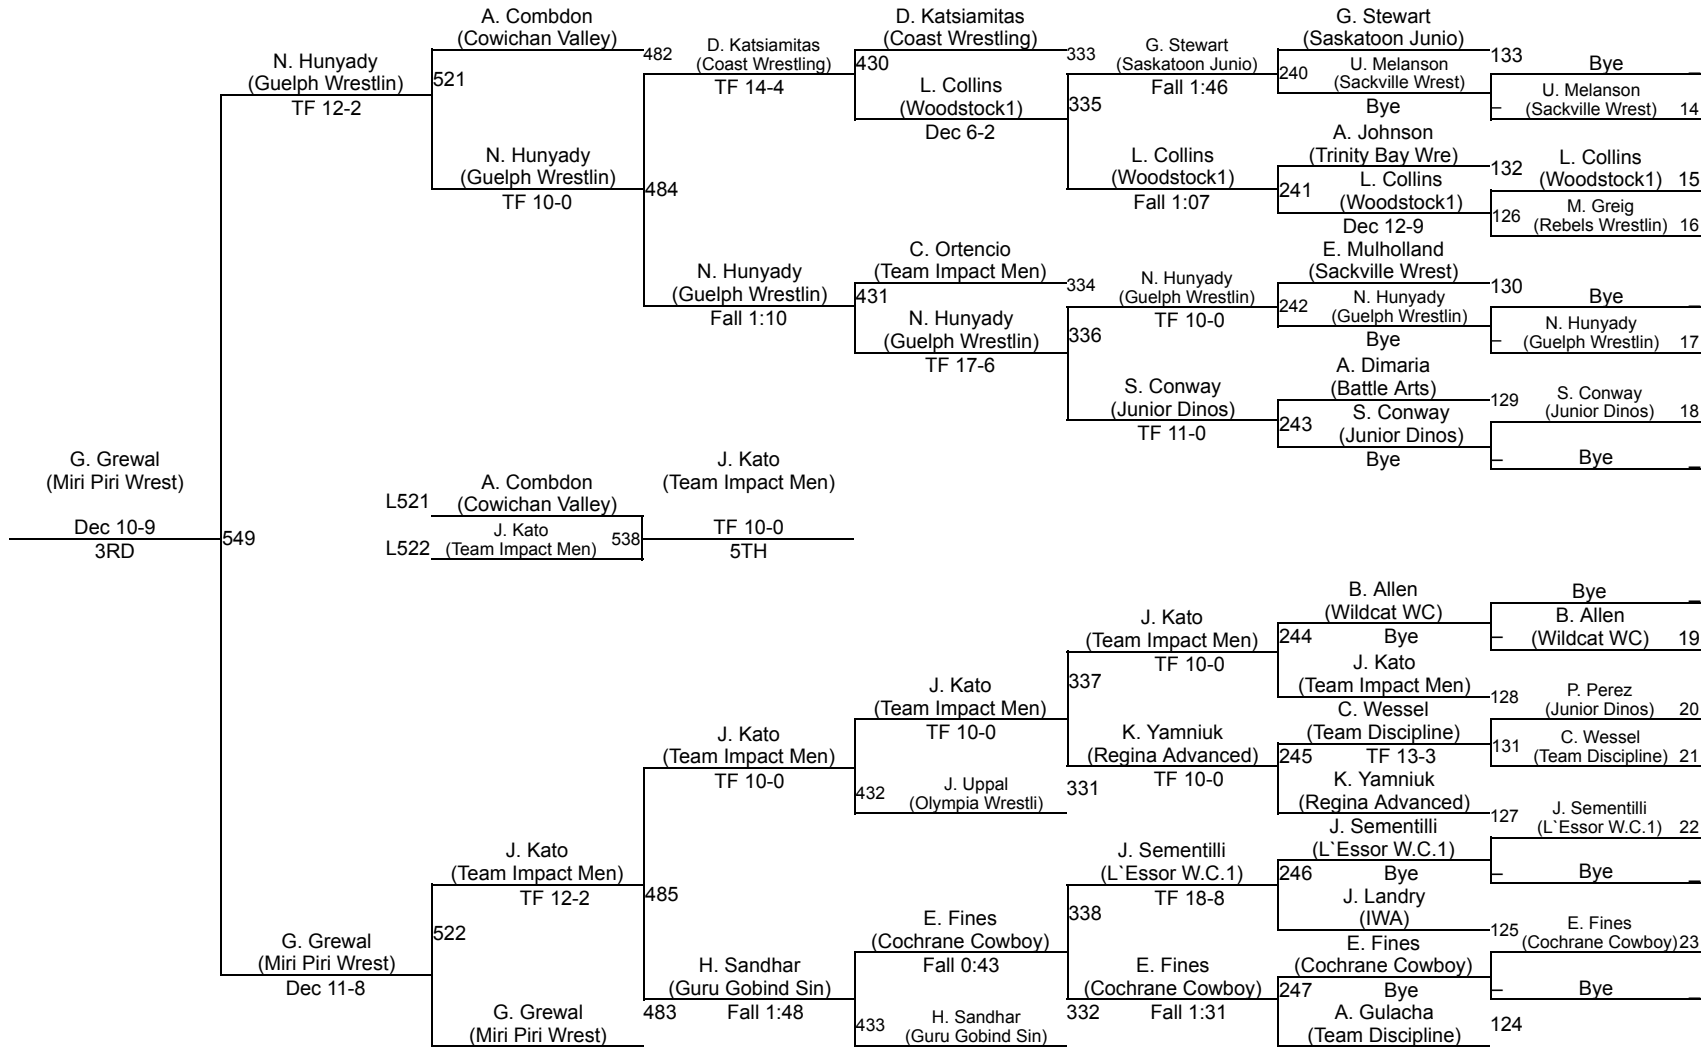 A. Combdon
(Cowichan Valley)
482
N. Hunyady
(Guelph Wrestlin)
TF 12-2
521
N. Hunyady
(Guelph Wrestlin)
TF 10-0
D. Katsiamitas
(Coast Wrestling)
TF 14-4
484
N. Hunyady
(Guelph Wrestlin)
Fall 1:10
D. Katsiamitas
(Coast Wrestling)
333
430
L. Collins
(Woodstock1)
Dec 6-2
C. Ortencio
(Team Impact Men)
334
431
N. Hunyady
(Guelph Wrestlin)
TF 17-6
G. Stewart
(Saskatoon Junio)
Fall 1:46
335
L. Collins
(Woodstock1)
Fall 1:07
N. Hunyady
(Guelph Wrestlin)
TF 10-0
336
S. Conway
(Junior Dinos)
TF 11-0
G. Stewart
(Saskatoon Junio)
133
240
U. Melanson
(Sackville Wrest)
Bye
A. Johnson
(Trinity Bay Wre)
132
241
L. Collins
(Woodstock1)
Dec 12-9
E. Mulholland
(Sackville Wrest)
130
242
N. Hunyady
(Guelph Wrestlin)
Bye
A. Dimaria
(Battle Arts)
129
243
S. Conway
(Junior Dinos)
Bye
Bye _
_ U. Melanson
(Sackville Wrest) 14
L. Collins
(Woodstock1) 15
126 M. Greig
(Rebels Wrestlin) 16
Bye _
_ N. Hunyady
(Guelph Wrestlin) 17
S. Conway
(Junior Dinos) 18
_ Bye _
G. Grewal
(Miri Piri Wrest)
Dec 10-9
3RD
549
L521
A. Combdon
(Cowichan Valley)
L522
J. Kato
(Team Impact Men)
538
J. Kato
(Team Impact Men)
TF 10-0
5TH
G. Grewal
(Miri Piri Wrest)
Dec 11-8
522
J. Kato
(Team Impact Men)
TF 12-2
G. Grewal
(Miri Piri Wrest)
483
J. Kato
(Team Impact Men)
TF 10-0
485
H. Sandhar
(Guru Gobind Sin)
Fall 1:48
J. Kato
(Team Impact Men)
TF 10-0
432
J. Uppal
(Olympia Wrestli)
331
E. Fines
(Cochrane Cowboy)
Fall 0:43
433
H. Sandhar
(Guru Gobind Sin)
332
J. Kato
(Team Impact Men)
TF 10-0
337
K. Yamniuk
(Regina Advanced)
TF 10-0
J. Sementilli
(L`Essor W.C.1)
TF 18-8
338
E. Fines
(Cochrane Cowboy)
Fall 1:31
B. Allen
(Wildcat WC)
244
Bye
J. Kato
(Team Impact Men)
128
C. Wessel
(Team Discipline)
245
TF 13-3
K. Yamniuk
(Regina Advanced)
127
J. Sementilli
(L`Essor W.C.1)
246
Bye
J. Landry
(IWA)
125
E. Fines
(Cochrane Cowboy)
247
Bye
A. Gulacha
(Team Discipline)
124
Bye _
_ B. Allen
(Wildcat WC) 19
P. Perez
(Junior Dinos) 20
131 C. Wessel
(Team Discipline) 21
J. Sementilli
(L`Essor W.C.1) 22
_ Bye _
E. Fines
(Cochrane Cowboy) 23
_ Bye _